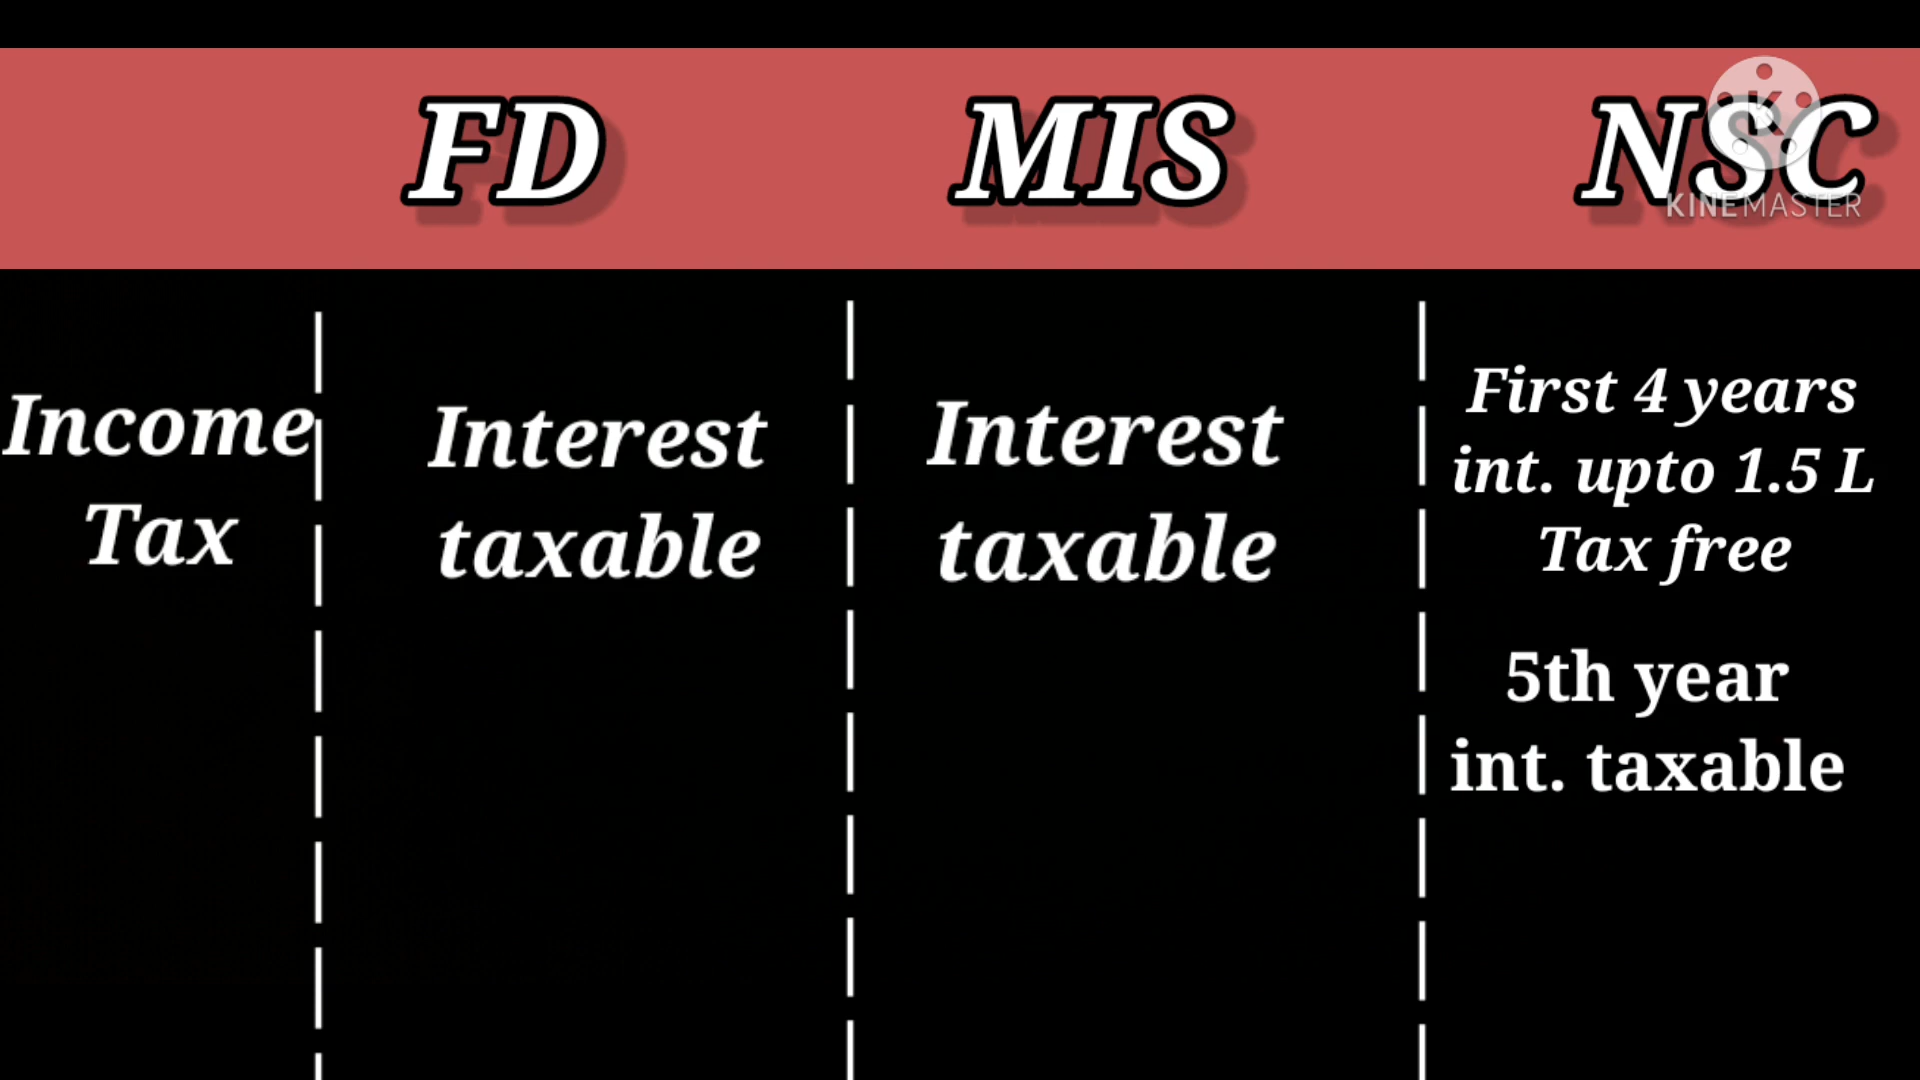 FD MIS NSC
KINEMASTER
Income
Tax
Interest
taxable
Interest
taxable
First 4 years
int. upto 1.5 L
Tax free
5th year
int. taxable